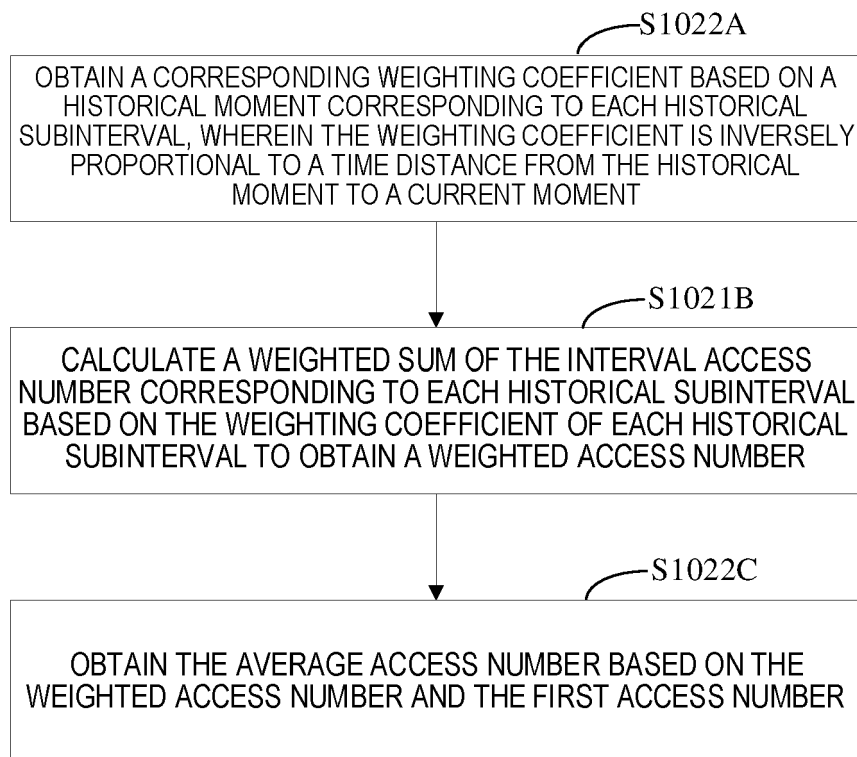 S1022A
OBTAIN A CORRESPONDING WEIGHTING COEFFICIENT BASED ON A
HISTORICAL MOMENT CORRESPONDING TO EACH HISTORICAL
SUBINTERVAL, WHEREIN THE WEIGHTING COEFFICIENT IS INVERSELY
PROPORTIONAL TO A TIME DISTANCE FROM THE HISTORICAL
MOMENT TO A CURRENT MOMENT
S1021B
CALCULATE A WEIGHTED SUM OF THE INTERVAL ACCESS
NUMBER CORRESPONDING TO EACH HISTORICAL SUBINTERVAL
BASED ON THE WEIGHTING COEFFICIENT OF EACH HISTORICAL
SUBINTERVAL TO OBTAIN A WEIGHTED ACCESS NUMBER
S1022C
OBTAIN THE AVERAGE ACCESS NUMBER BASED ON THE
WEIGHTED ACCESS NUMBER AND THE FIRST ACCESS NUMBER